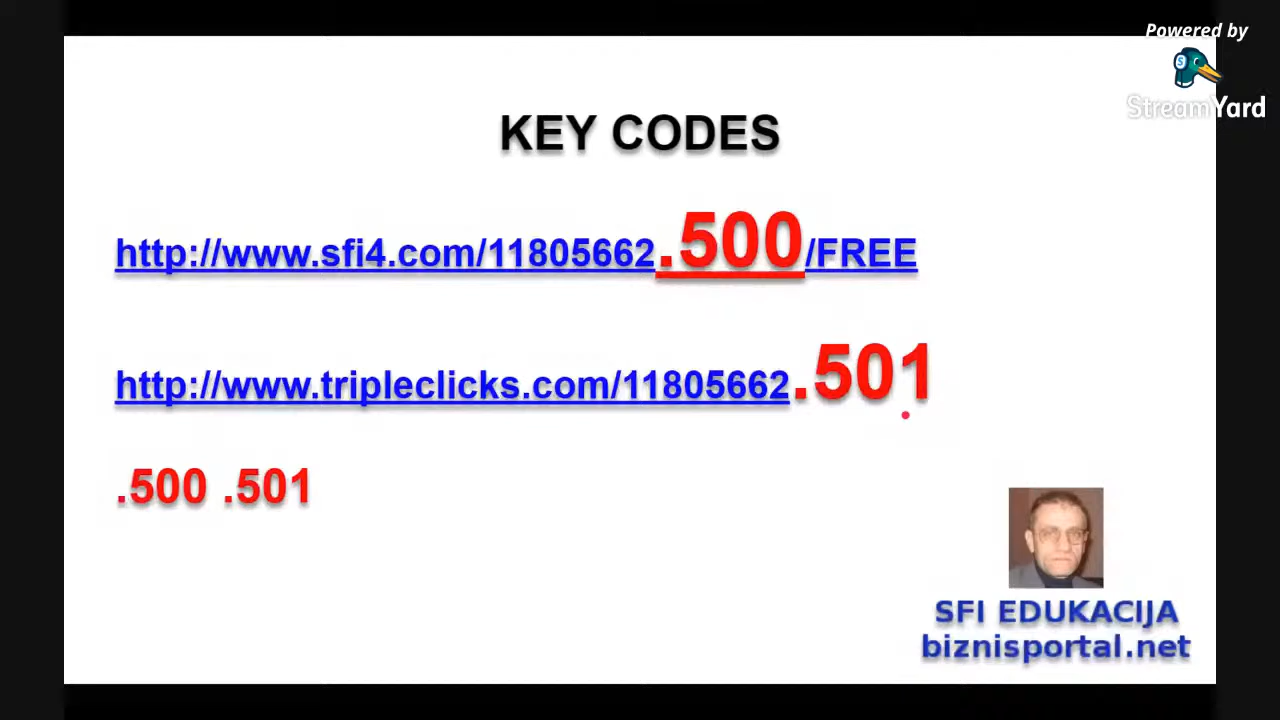 Powered by
StreamYard
KEY CODES
http://www.sfi4.com/11805662.500/FREE
http://www.tripleclicks.com/11805662.501
.500 .501
SFI EDUKACIJA
biznisportal.net